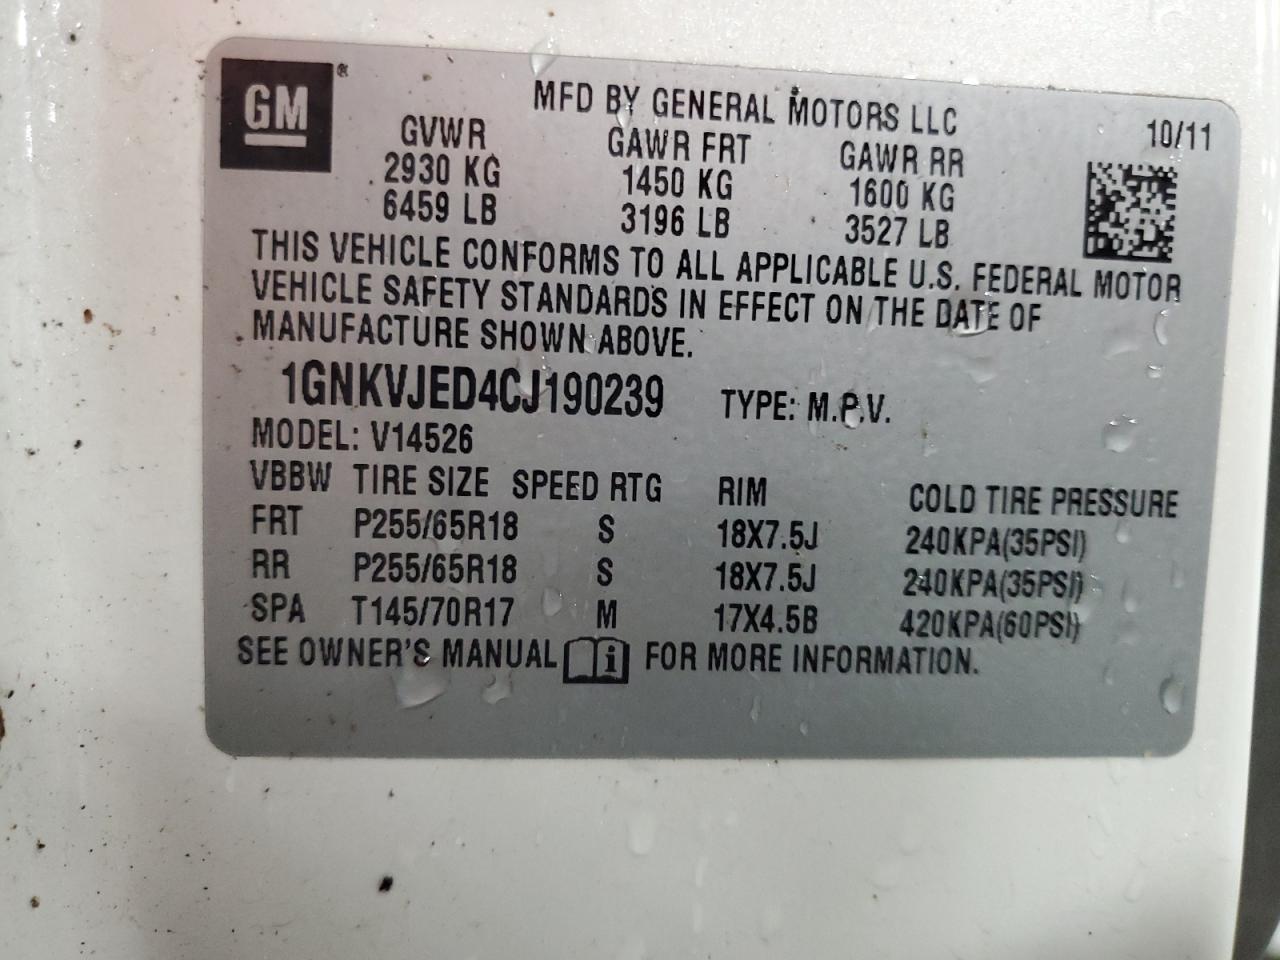 GM®
MFD BY GENERAL MOTORS LLC
10/11
GVWR GAWR FRT GAWR RR
2930 KG 1450 KG 1600 KG
6459 LB 3196 LB 3527 LB
THIS VEHICLE CONFORMS TO ALL APPLICABLE U.S. FEDERAL MOTOR
VEHICLE SAFETY STANDARDS IN EFFECT ON THE DATE OF
MANUFACTURE SHOWN ABOVE.
1GNKVJED4CJ190239 TYPE: M.P.V.
MODEL: V14526
VBBW TIRE SIZE SPEED RTG RIM COLD TIRE PRESSURE
FRT P255/65R18 S 18X7.5J 240KPA(35PSI)
RR P255/65R18 S 18X7.5J 240KPA(35PSI)
SPA T145/70R17 M 17X4.5B 420KPA(60PSI)
SEE OWNER'S MANUAL i FOR MORE INFORMATION.